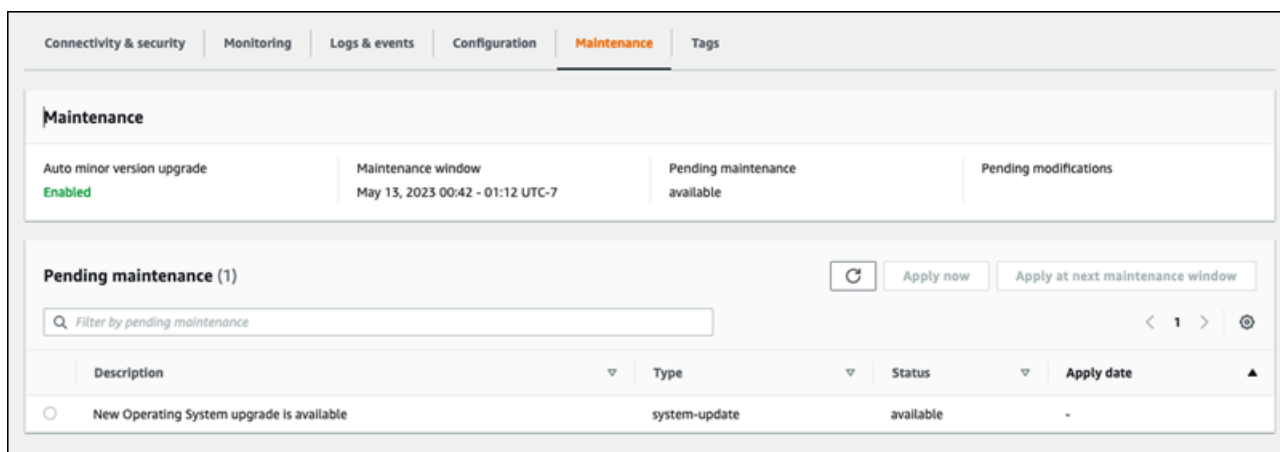 Connectivity & security Monitoring Logs & events Configuration Maintenance Tags
Maintenance
Auto minor version upgrade Maintenance window Pending maintenance Pending modifications
Enabled May 13, 2023 00:42 - 01:12 UTC-7 available
Pending maintenance (1) Apply now Apply at next maintenance window
Filter by pending maintenance 1
Description Type Status Apply date
New Operating System upgrade is available system-update available -